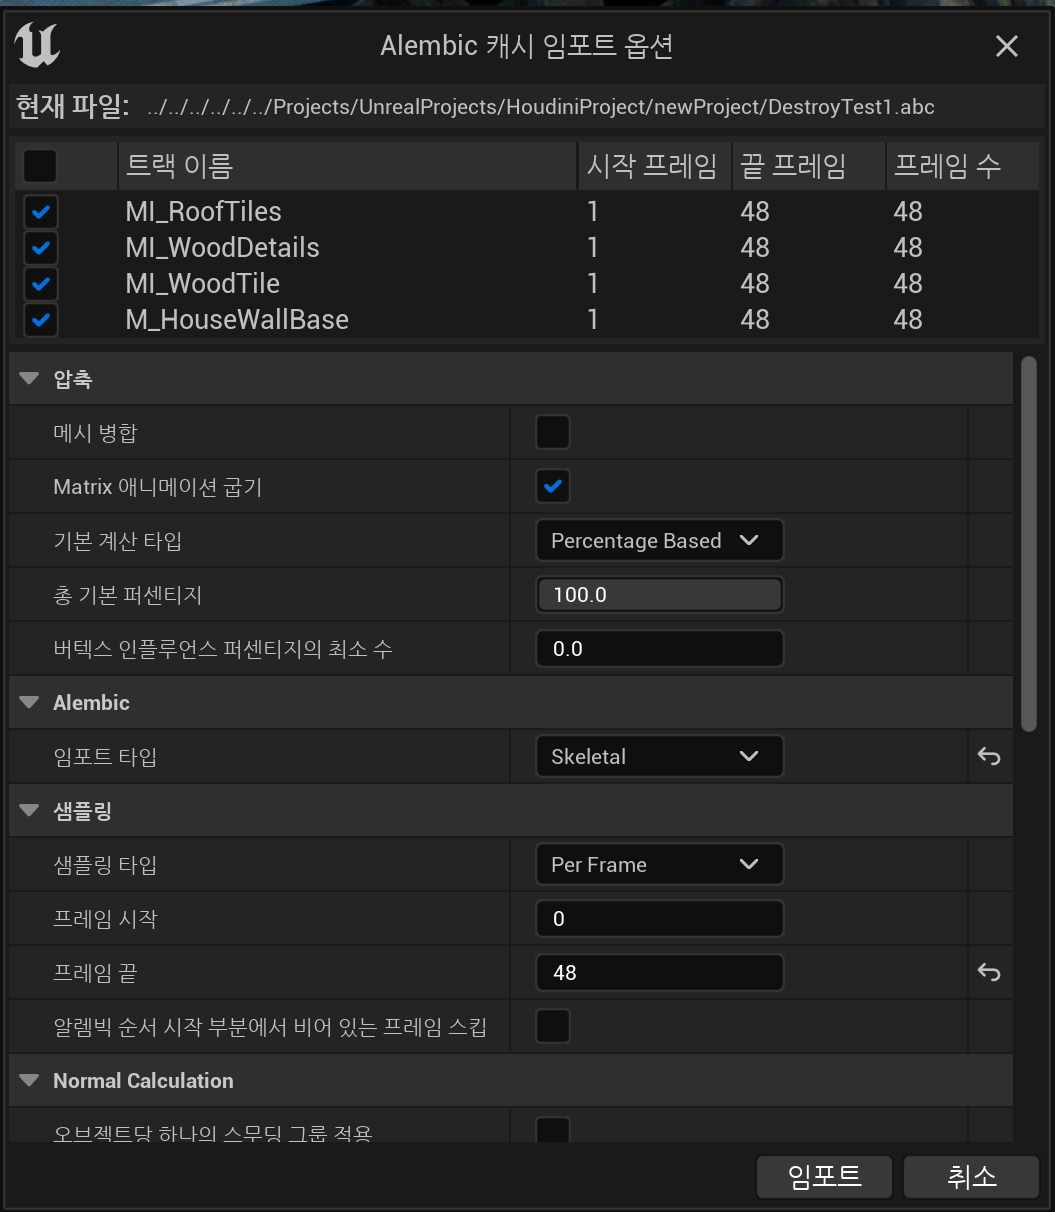 Alembic 캐시 임포트 옵션
현재 파일: ../../../../../../Projects/UnrealProjects/HoudiniProject/newProject/DestroyTest1.abc
트랙 이름 시작 프레임 끝 프레임 프레임 수
MI_RoofTiles 1 48 48
MI_WoodDetails 1 48 48
MI_WoodTile 1 48 48
M_HouseWallBase 1 48 48
압축
메시 병합
Matrix 애니메이션 굽기
기본 계산 타입 Percentage Based
총 기본 퍼센티지 100.0
버텍스 인플루언스 퍼센티지의 최소 수 0.0
Alembic
임포트 타입 Skeletal
샘플링
샘플링 타입 Per Frame
프레임 시작 0
프레임 끝 48
알렘빅 순서 시작 부분에서 비어 있는 프레임 스킵
Normal Calculation
오브젝트당 하나의 스무딩 그룹 적용
임포트 취소